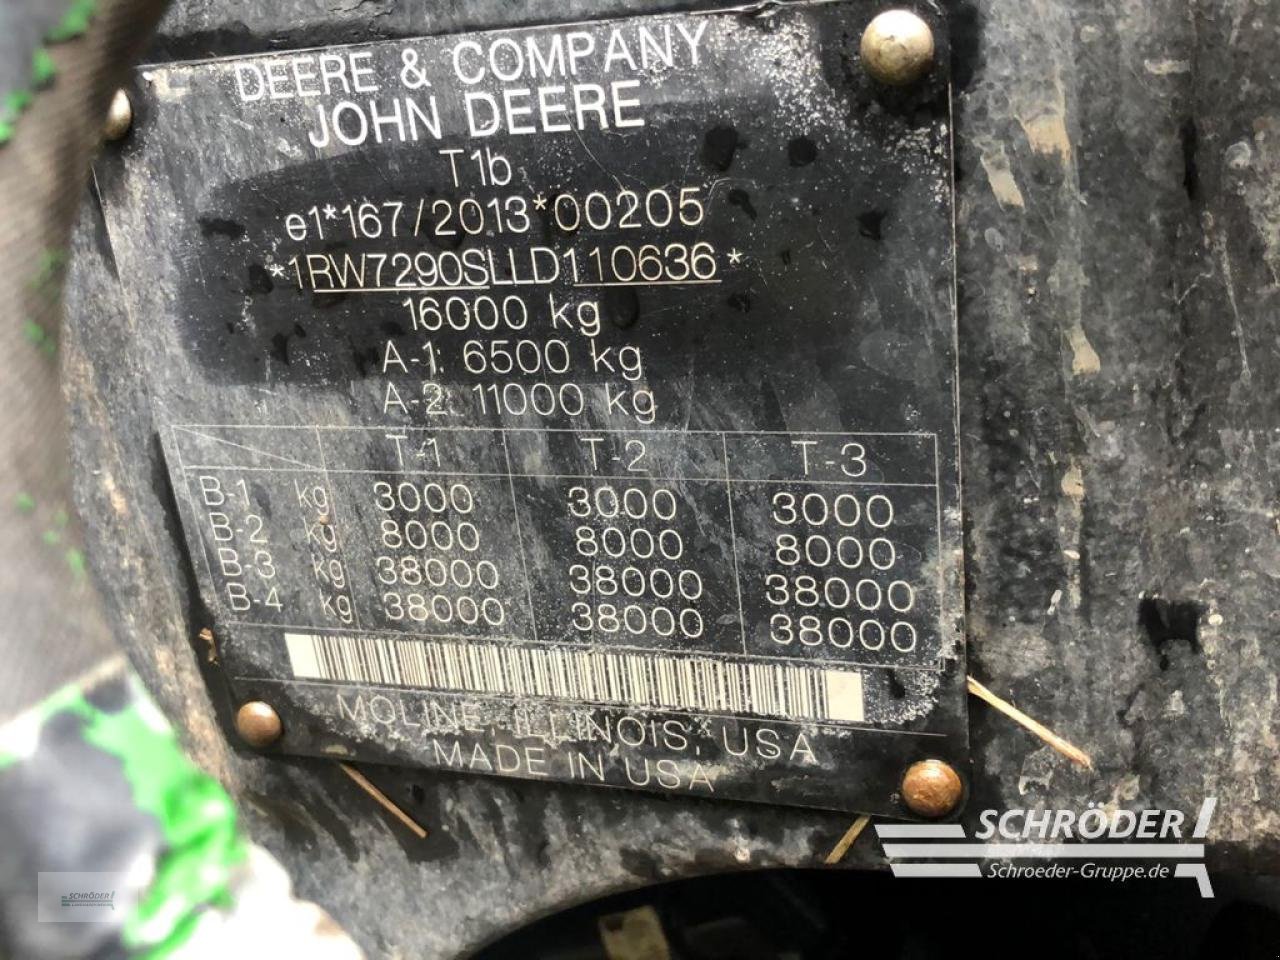 DEERE & COMPANY
JOHN DEERE
T1b
e1*167/2013*00205
*1RW7290SLLD110636*
16000 kg
A-1: 6500 kg
A-2: 11000 kg
T-1 T-2 T-3
B-1 kg 3000 3000 3000
B-2 kg 8000 8000 8000
B-3 kg 38000 38000 38000
B-4 kg 38000 38000 38000
MOLINE, ILLINOIS, USA
MADE IN USA
SCHRÖDER
Schroeder-Gruppe.de
SCHRÖDER